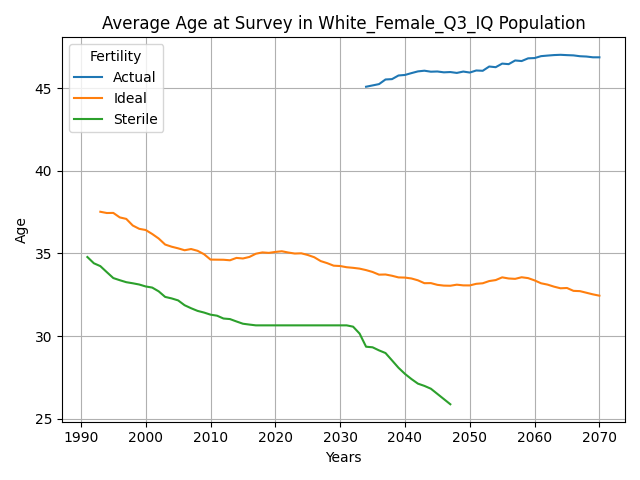 Average Age at Survey in White_Female_Q3_IQ Population
Fertility
Actual
Ideal
Sterile
Age
45
40
35
30
25
1990 2000 2010 2020 2030 2040 2050 2060 2070
Years